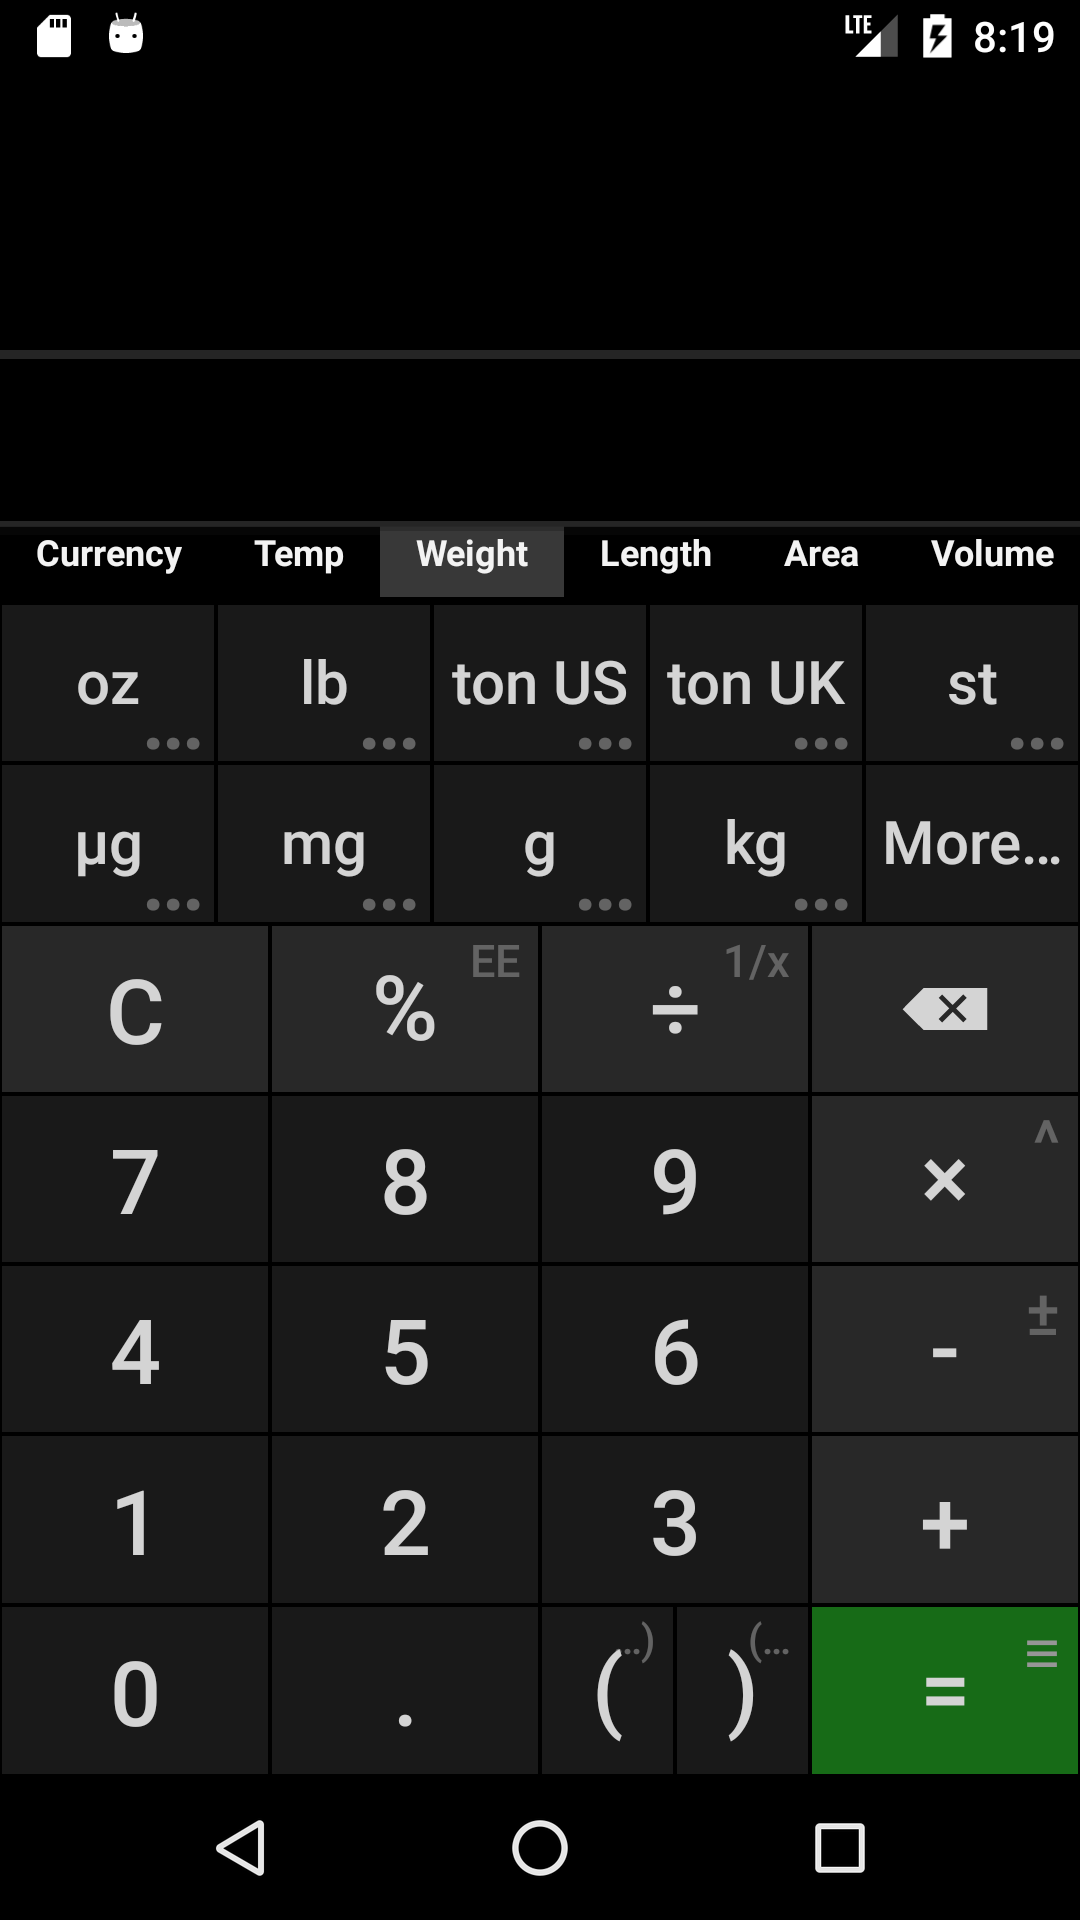 LTE 8:19
Currency Temp Weight Length Area Volume
oz lb ton US ton UK st
µg mg g kg More...
C % EE ÷ 1/x
7 8 9 × ^
4 5 6 - ±
1 2 3 +
0 . ( ..) ) (... =